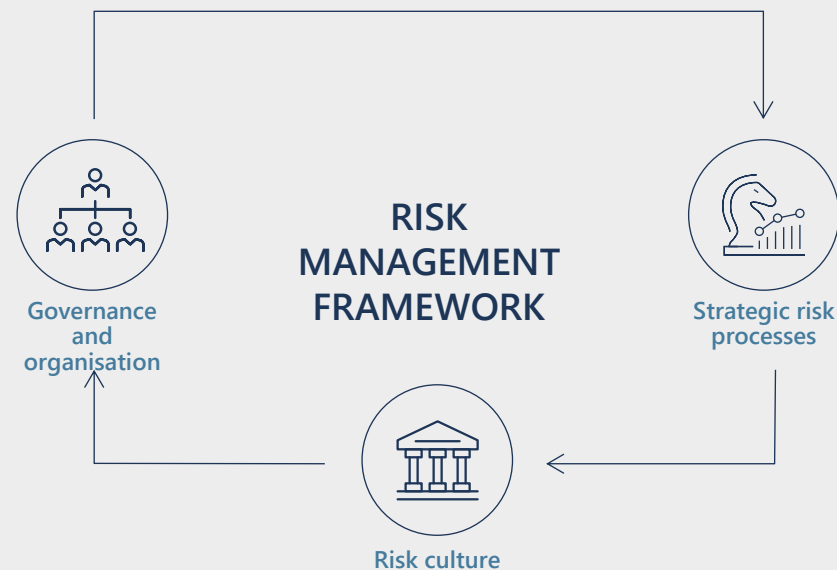 RISK
MANAGEMENT
FRAMEWORK
Governance
and
organisation
Strategic risk
processes
Risk culture